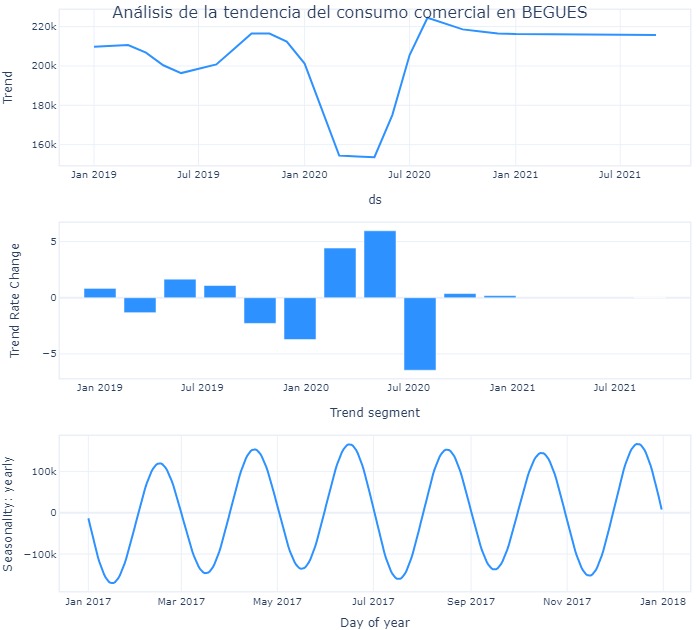 Análisis de la tendencia del consumo comercial en BEGUES
220k
200k
180k
160k
Trend
Jan 2019 Jul 2019 Jan 2020 Jul 2020 Jan 2021 Jul 2021
ds
5
0
−5
Trend Rate Change
Jan 2019 Jul 2019 Jan 2020 Jul 2020 Jan 2021 Jul 2021
Trend segment
100k
0
−100k
Seasonality: yearly
Jan 2017 Mar 2017 May 2017 Jul 2017 Sep 2017 Nov 2017 Jan 2018
Day of year